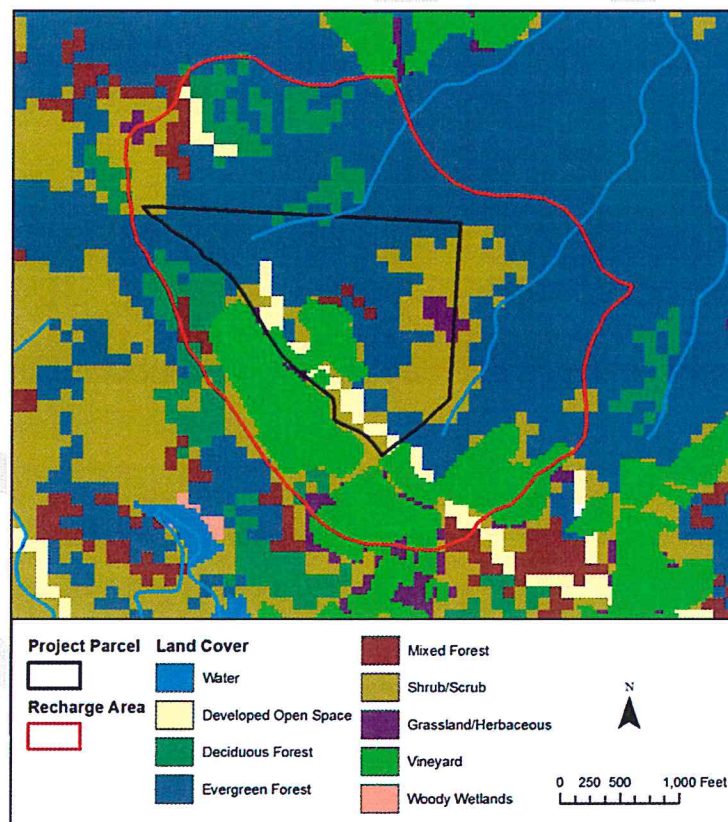 Project Parcel
Recharge Area
Land Cover
Water
Developed Open Space
Deciduous Forest
Evergreen Forest
Mixed Forest
Shrub/Scrub
Grassland/Herbaceous
Vineyard
Woody Wetlands
N
0 250 500 1,000 Feet